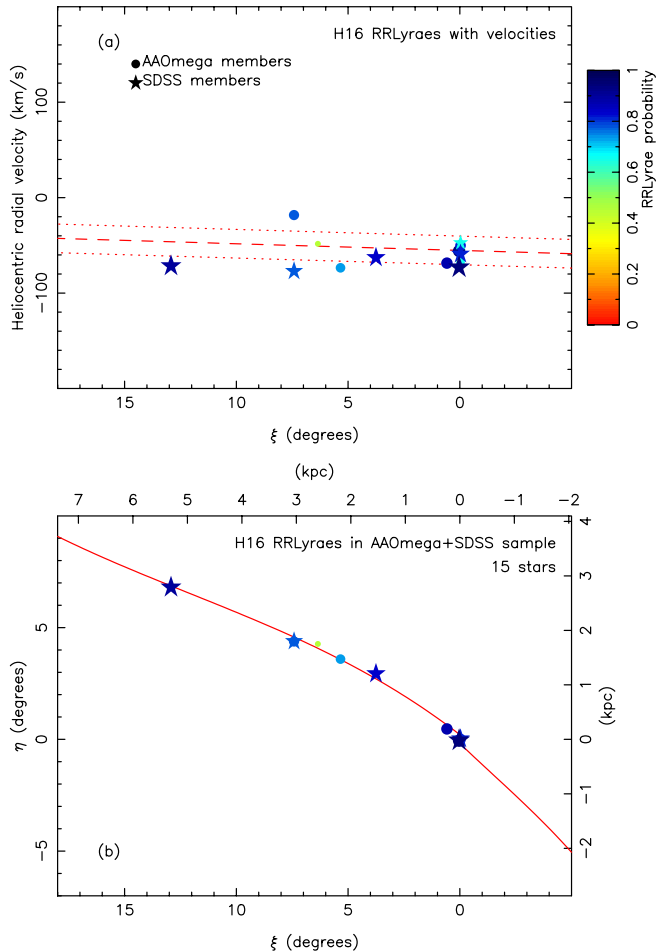 (a)
H16 RRLyraes with velocities
AAOmega members
SDSS members
Heliocentric radial velocity (km/s)
100
0
−100
15
10
5
0
ξ (degrees)
1
0.8
0.6
0.4
0.2
0
RRLyrae probability
(kpc)
7
6
5
4
3
2
1
0
−1
−2
H16 RRLyraes in AAOmega+SDSS sample
15 stars
η (degrees)
5
0
−5
4
3
2
1
0
−1
−2
(kpc)
(b)
15
10
5
0
ξ (degrees)